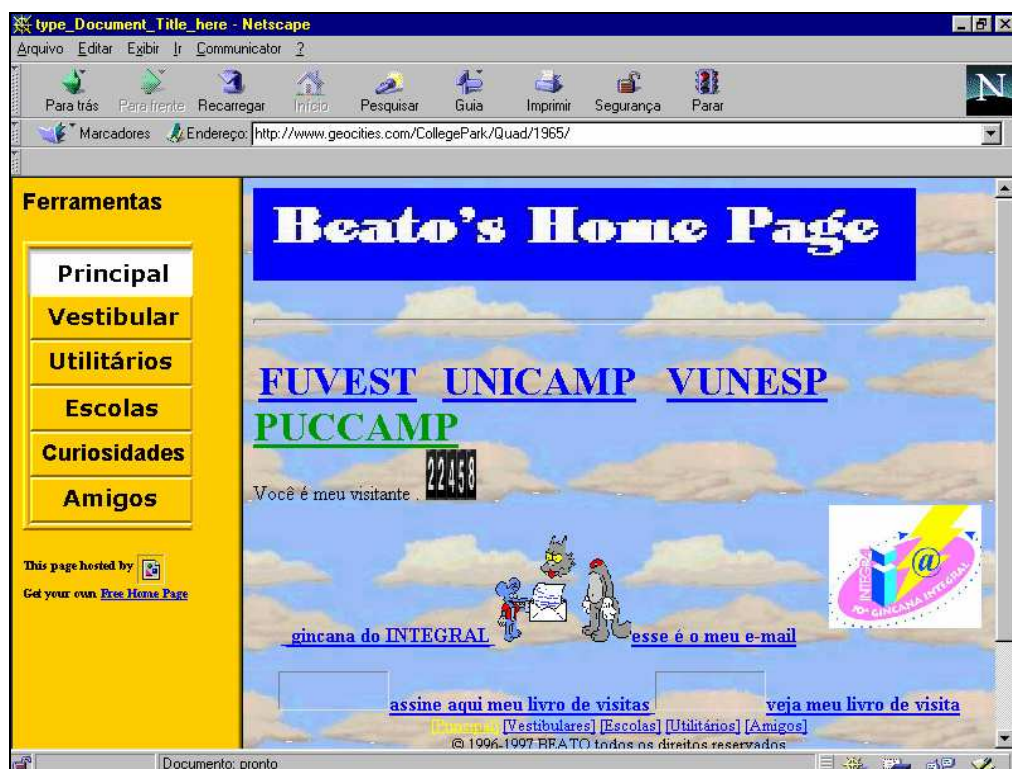 type_Document_Title_here - Netscape
Arquivo Editar Exibir Ir Communicator ?
Para trás Para frente Recarregar Início Pesquisar Guia Imprimir Segurança Parar
N
Marcadores Endereço: http://www.geocities.com/CollegePark/Quad/1965/
Ferramentas
Principal
Vestibular
Utilitários
Escolas
Curiosidades
Amigos
This page hosted by
Get your own Free Home Page
Beato's Home Page
FUVEST UNICAMP VUNESP
PUCCAMP
Você é meu visitante . 22458
INTEGRAL
i @
10ª GINCANA INTEGRAL
gincana do INTEGRAL esse é o meu e-mail
assine aqui meu livro de visitas veja meu livro de visita
[Principal] [Vestibulares] [Escolas] [Utilitários] [Amigos]
© 1996-1997 BEATO todos os direitos reservados
Documento: pronto